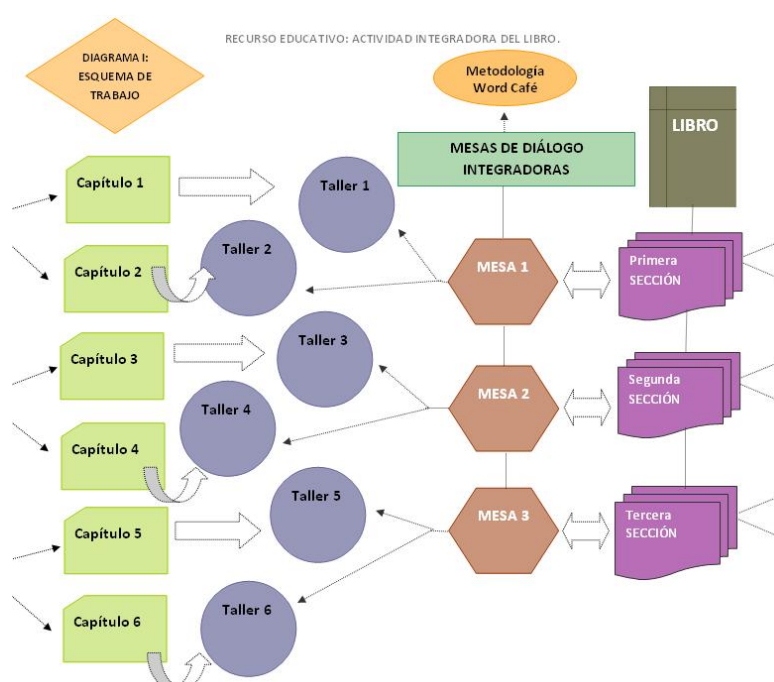 RECURSO EDUCATIVO: ACTIVIDAD INTEGRADORA DEL LIBRO.
DIAGRAMA I:
ESQUEMA DE
TRABAJO
Metodología
Word Café
MESAS DE DIÁLOGO
INTEGRADORAS
LIBRO
Capítulo 1
Taller 1
Capítulo 2
Taller 2
MESA 1
Primera
SECCIÓN
Capítulo 3
Taller 3
Capítulo 4
Taller 4
MESA 2
Segunda
SECCIÓN
Capítulo 5
Taller 5
MESA 3
Tercera
SECCIÓN
Capítulo 6
Taller 6